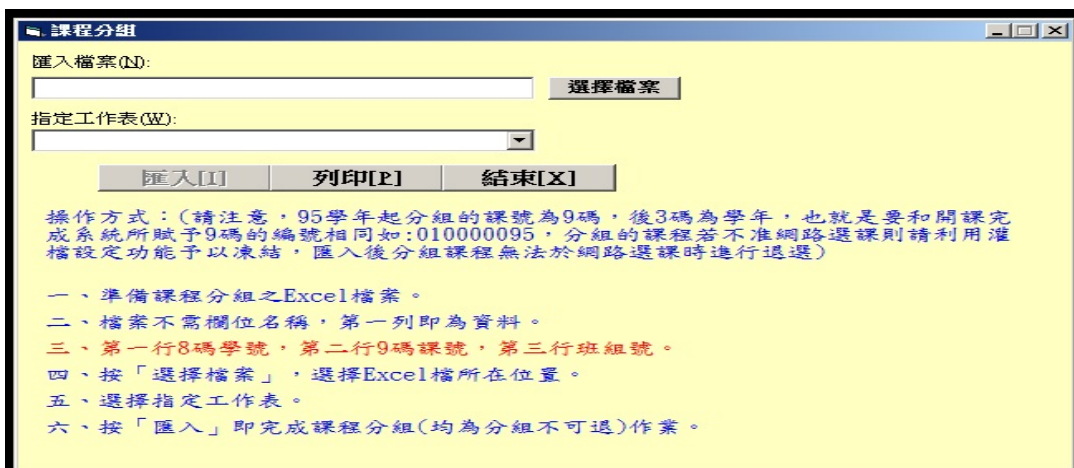 課程分組
匯入檔案(N):
選擇檔案
指定工作表(W):
匯入[I] 列印[P] 結束[X]
操作方式：(請注意，95學年起分組的課號為9碼，後3碼為學年，也就是要和開課完
成系統所賦予9碼的編號相同如:010000095，分組的課程若不准網路選課則請利用灌
檔設定功能予以凍結，匯入後分組課程無法於網路選課時進行退選)
一、準備課程分組之Excel檔案。
二、檔案不需欄位名稱，第一列即為資料。
三、第一行8碼學號，第二行9碼課號，第三行班組號。
四、按「選擇檔案」，選擇Excel檔所在位置。
五、選擇指定工作表。
六、按「匯入」即完成課程分組(均為分組不可退)作業。